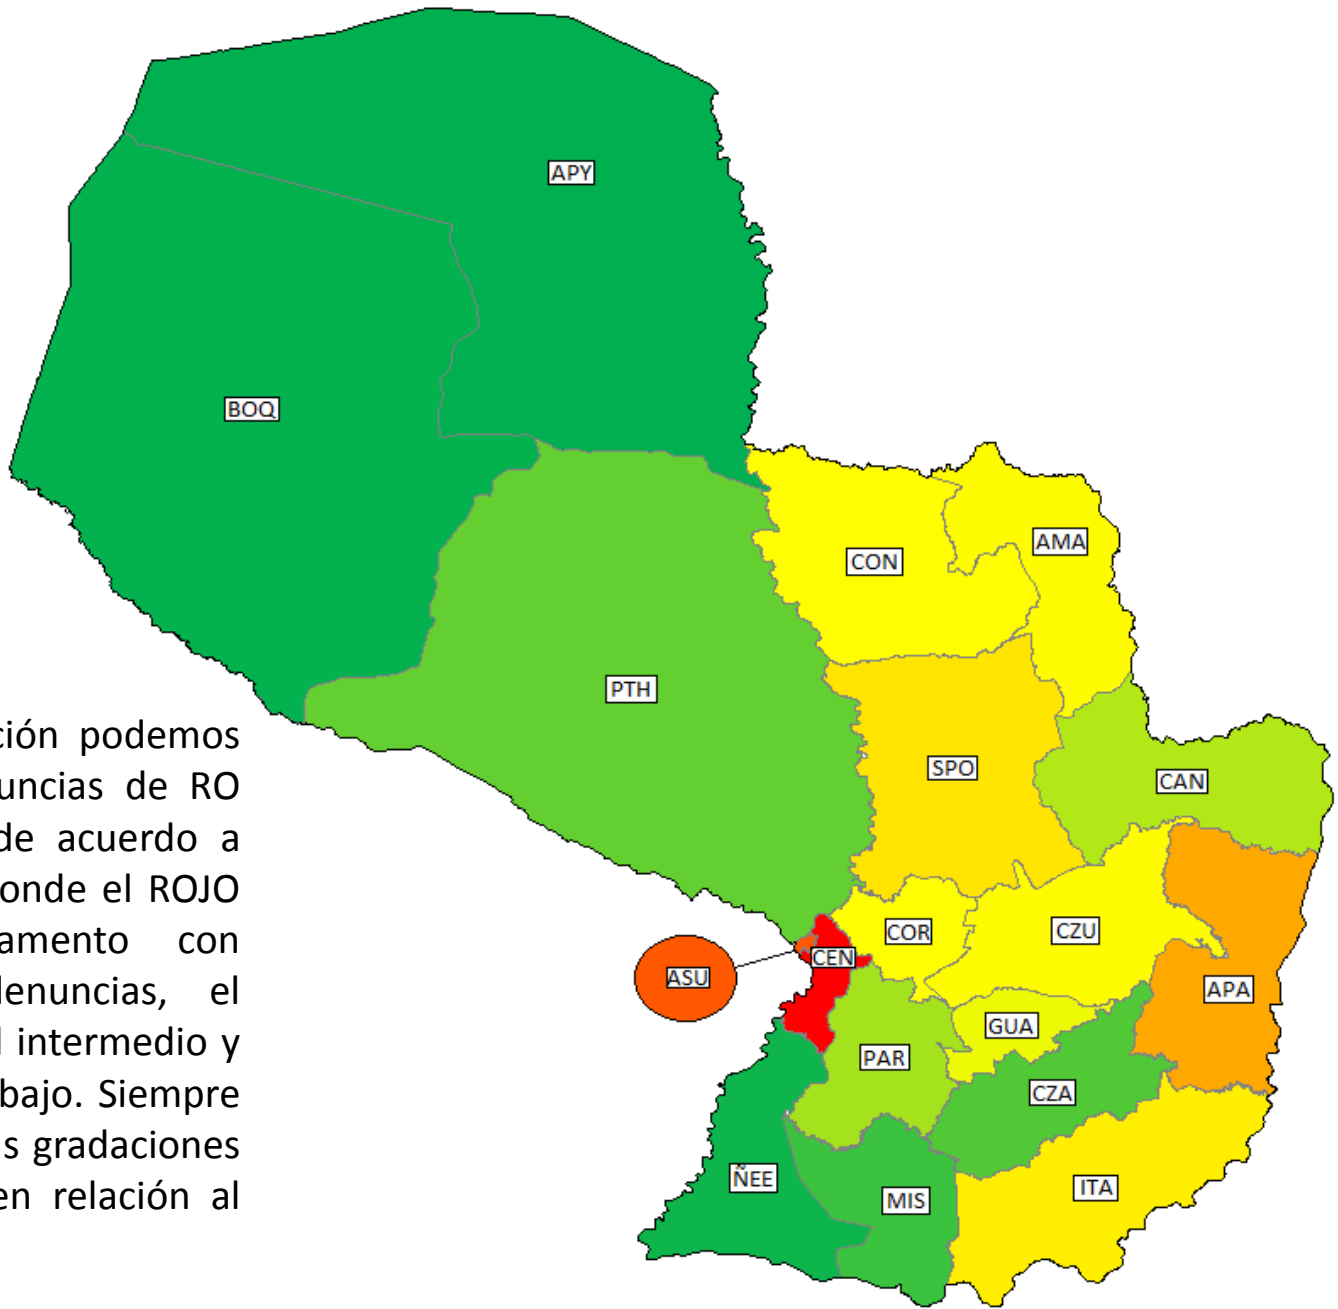 APY
BOQ
CON
AMA
PTH
SPO
CAN
COR
CZU
CEN
ASU
APA
GUA
PAR
CZA
ÑEE
MIS
ITA
ción podemos
uncias de RO
de acuerdo a
onde el ROJO
amento con
denuncias, el
l intermedio y
bajo. Siempre
s gradaciones
en relación al